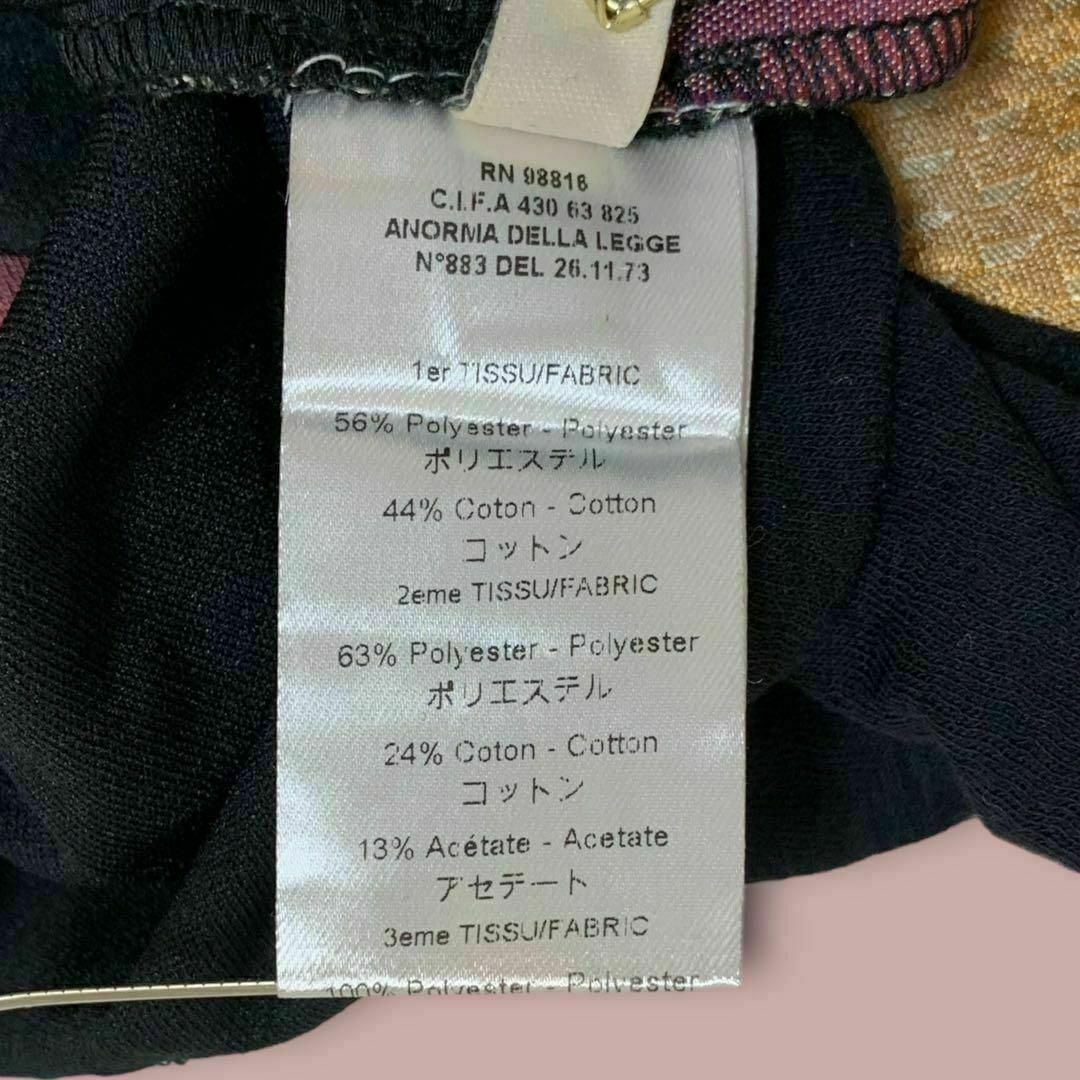 RN 98816
C.I.F.A 430 63 825
ANORMA DELLA LEGGE
N°883 DEL 26.11.73
1er TISSU/FABRIC
56% Polyester - Polyester
ポリエステル
44% Coton - Cotton
コットン
2eme TISSU/FABRIC
63% Polyester - Polyester
ポリエステル
24% Coton - Cotton
コットン
13% Acétate - Acetate
アセテート
3eme TISSU/FABRIC
100% Polyester - Polyester